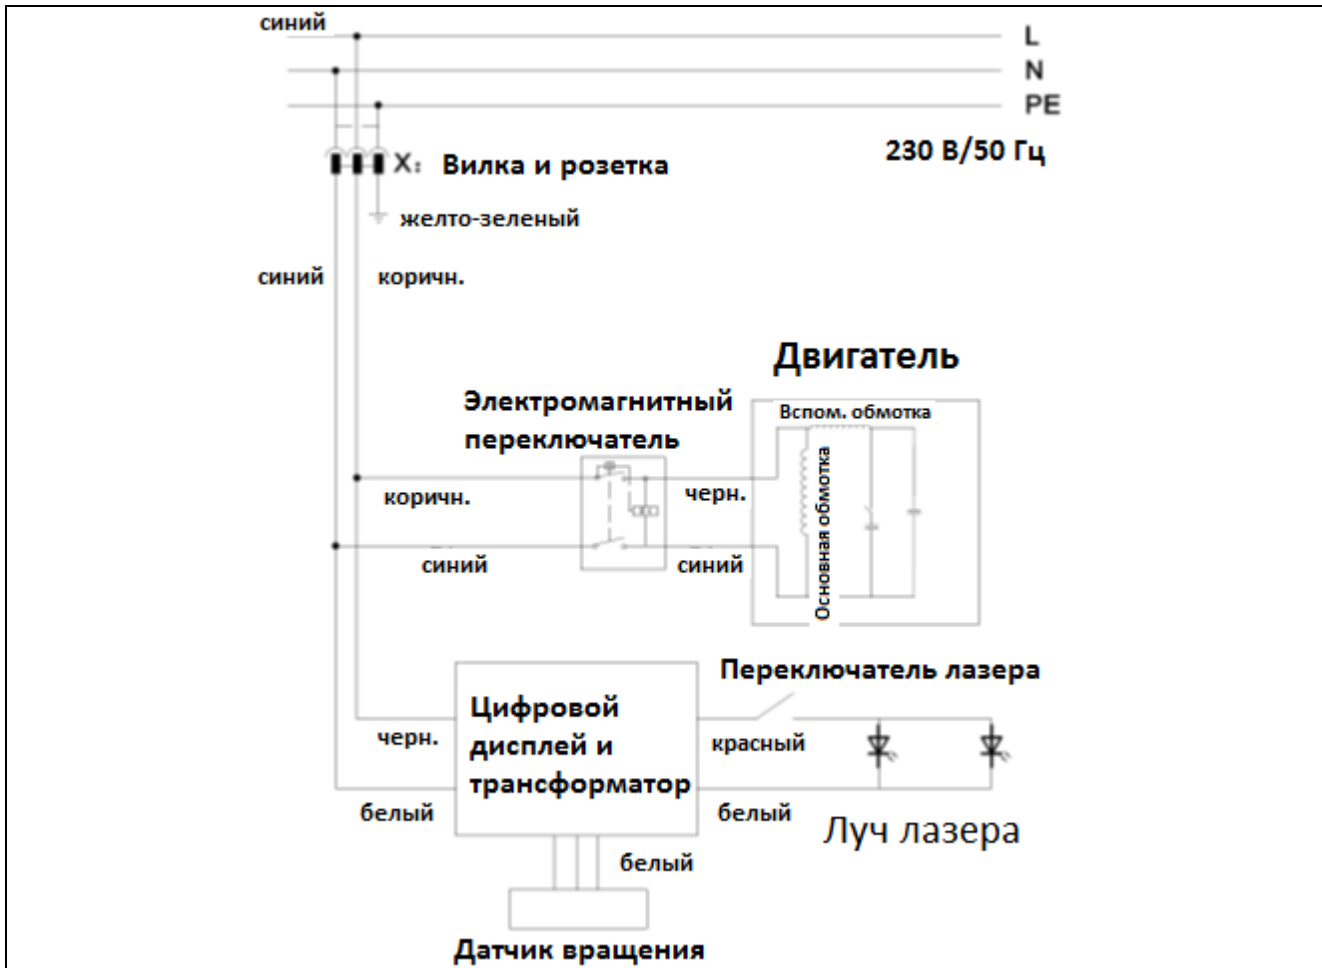 синий
L
N
PE
230 В/50 Гц
X: Вилка и розетка
желто-зеленый
синий
коричн.
Двигатель
Электромагнитный
переключатель
Вспом. обмотка
Основная обмотка
коричн.
черн.
синий
синий
Переключатель лазера
Цифровой
дисплей и
трансформатор
черн.
красный
белый
белый
Луч лазера
белый
Датчик вращения